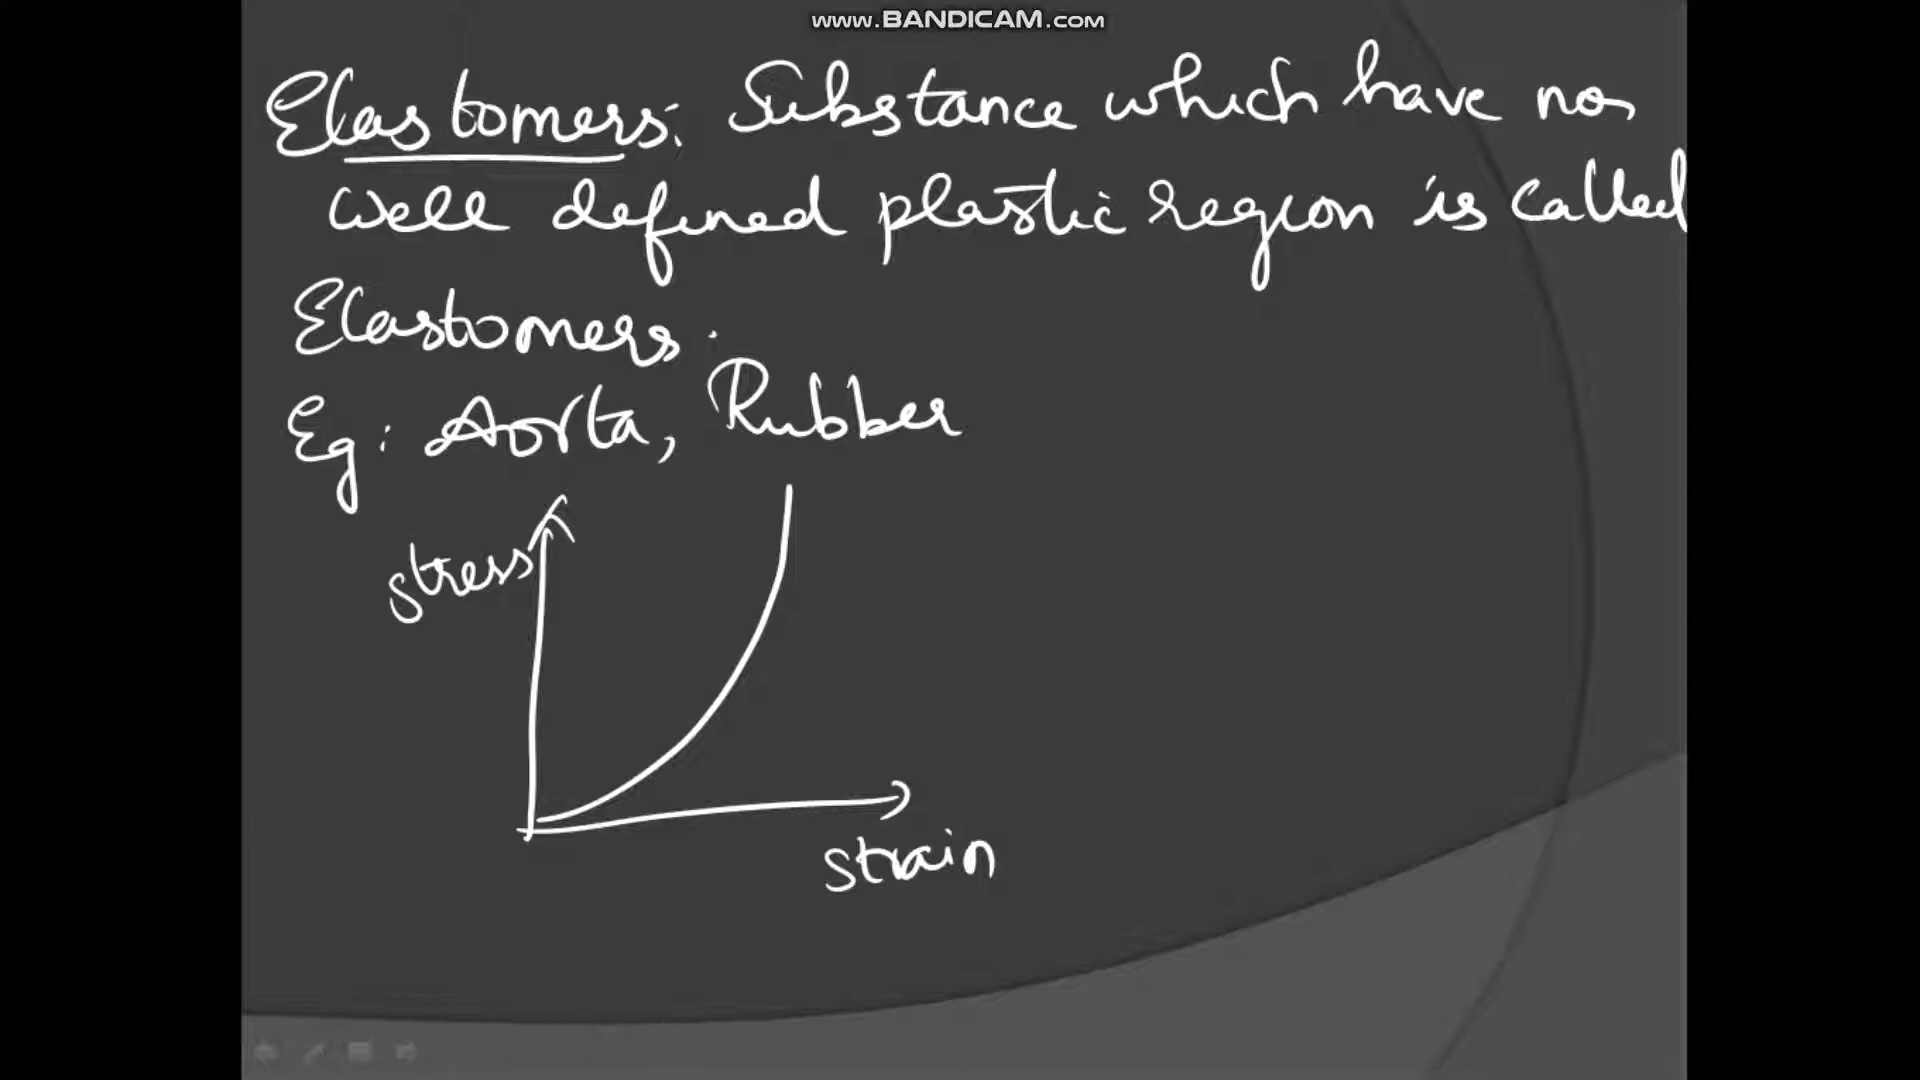 www.BANDICAM.com
Elastomers: Substance which have no
well defined plastic region is called
Elastomers.
Eg: Aorta, Rubber
stress
strain